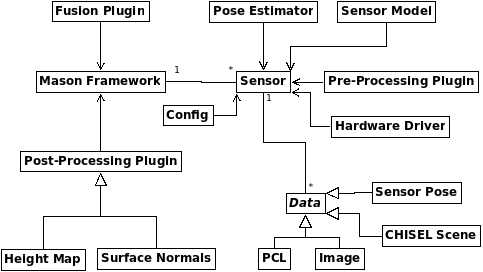 Fusion Plugin
Pose Estimator
Sensor Model
Mason Framework
1
*
Sensor
Pre-Processing Plugin
1
Config
Hardware Driver
Post-Processing Plugin
*
Data
Sensor Pose
CHISEL Scene
Height Map
Surface Normals
PCL
Image